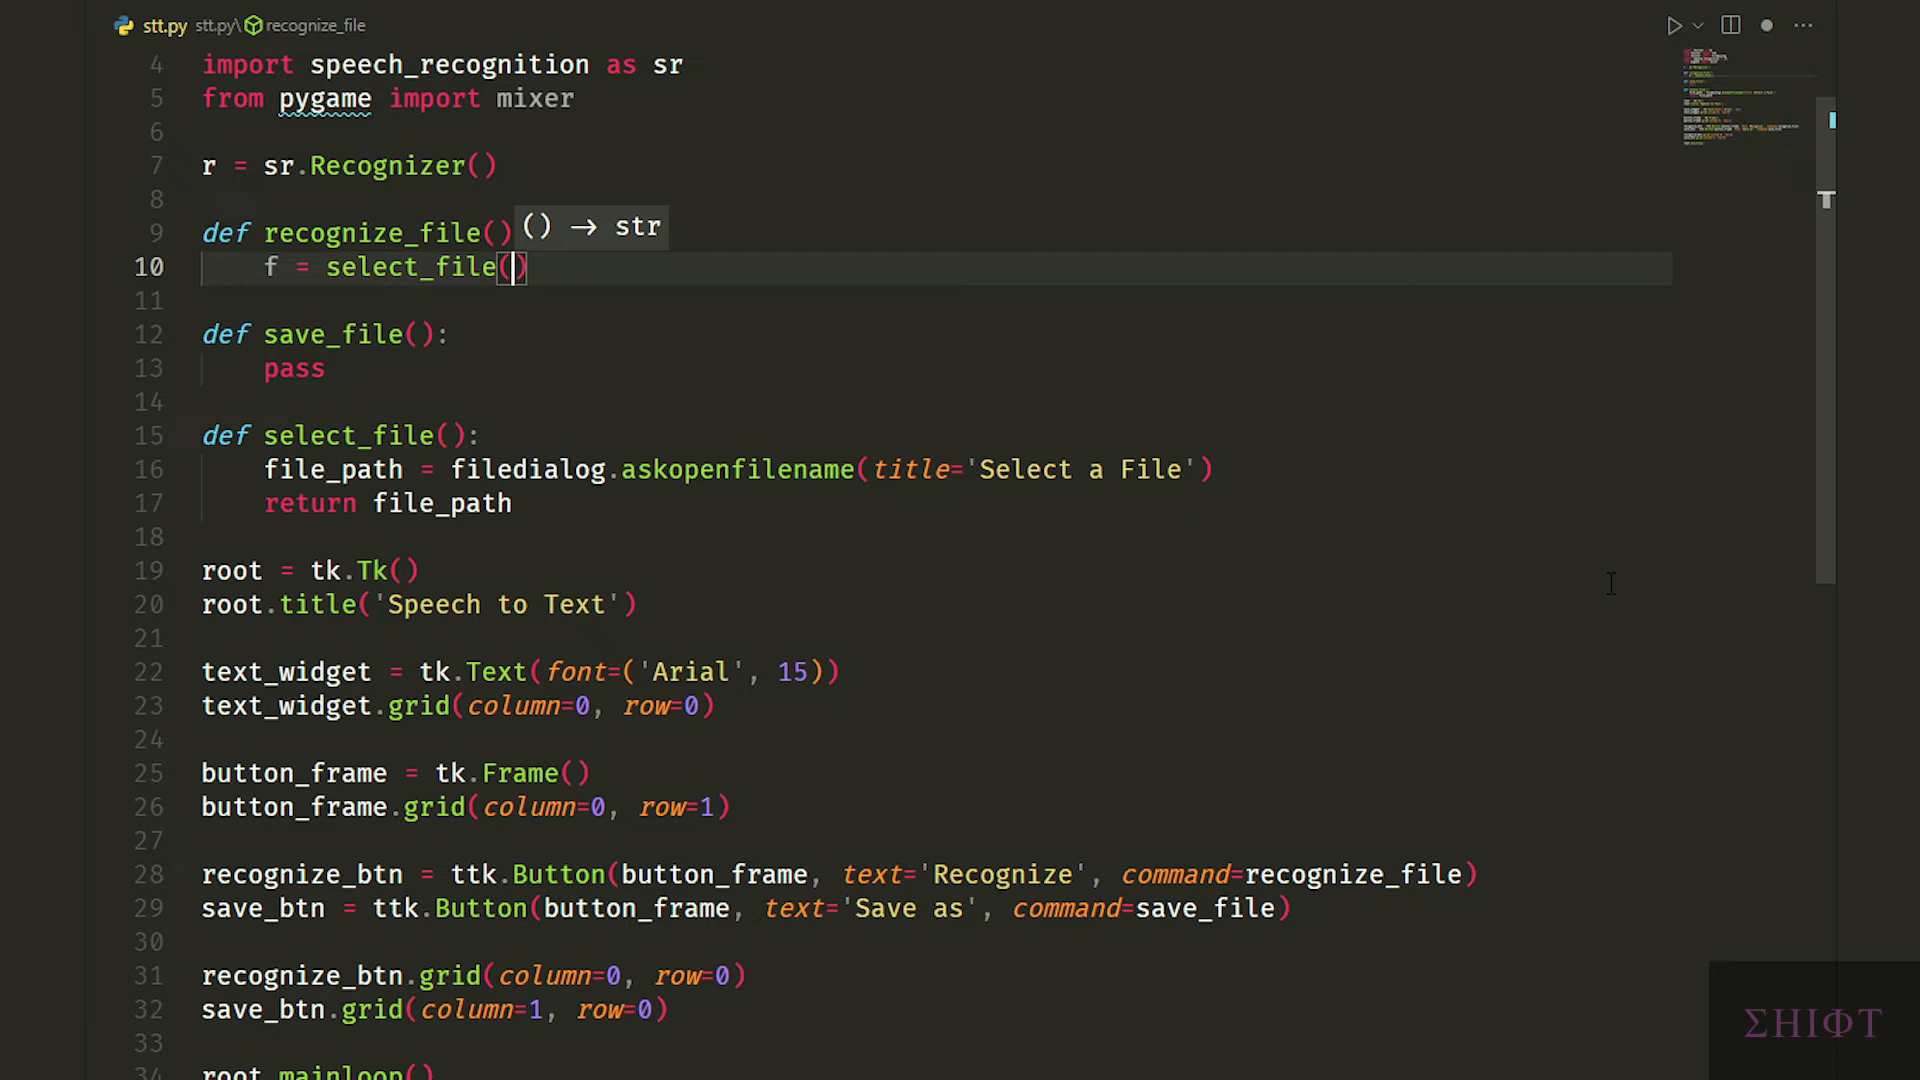 stt.py stt.py\ recognize_file
4 import speech_recognition as sr
5 from pygame import mixer
6
7 r = sr.Recognizer()
8
9 def recognize_file() () → str
10     f = select_file()
11
12 def save_file():
13     pass
14
15 def select_file():
16     file_path = filedialog.askopenfilename(title='Select a File')
17     return file_path
18
19 root = tk.Tk()
20 root.title('Speech to Text')
21
22 text_widget = tk.Text(font=('Arial', 15))
23 text_widget.grid(column=0, row=0)
24
25 button_frame = tk.Frame()
26 button_frame.grid(column=0, row=1)
27
28 recognize_btn = ttk.Button(button_frame, text='Recognize', command=recognize_file)
29 save_btn = ttk.Button(button_frame, text='Save as', command=save_file)
30
31 recognize_btn.grid(column=0, row=0)
32 save_btn.grid(column=1, row=0)
33
34 root.mainloop()
ΣHIΦT